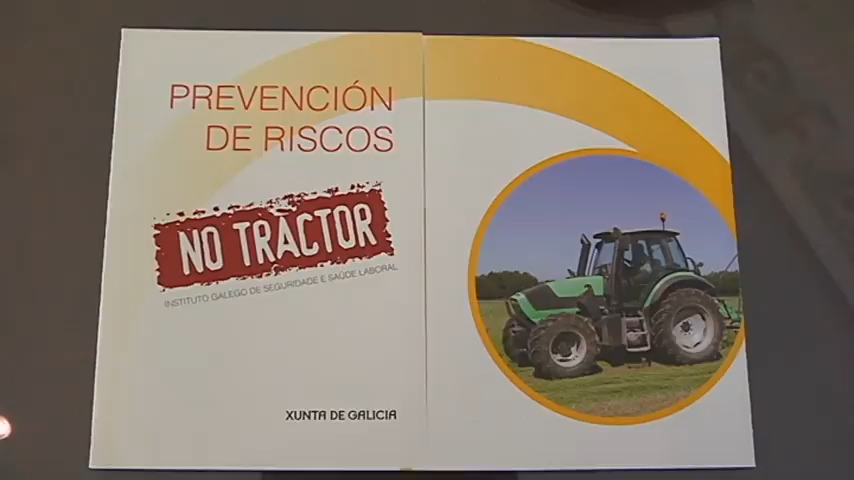 PREVENCIÓN
DE RISCOS
NO TRACTOR
INSTITUTO GALEGO DE SEGURIDADE E SAÚDE LABORAL
XUNTA DE GALICIA